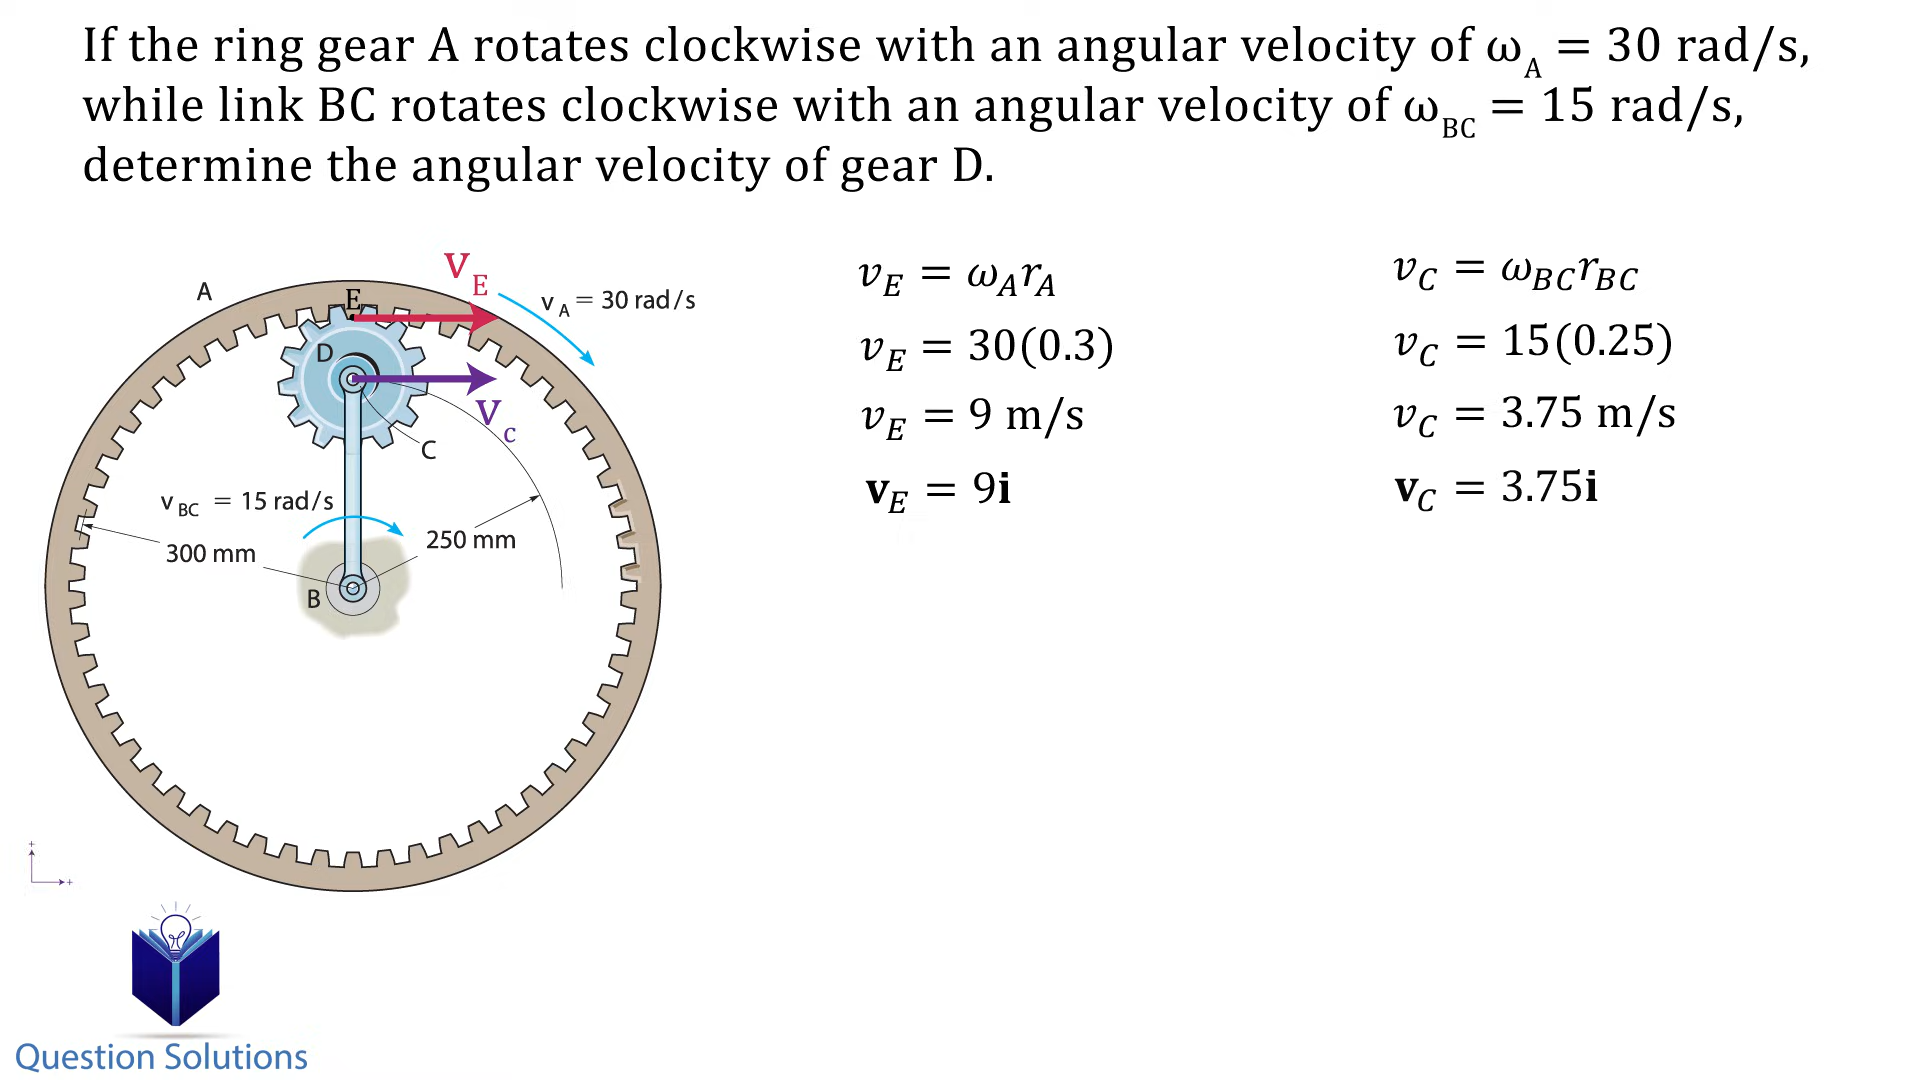 If the ring gear A rotates clockwise with an angular velocity of ω_A = 30 rad/s,
while link BC rotates clockwise with an angular velocity of ω_BC = 15 rad/s,
determine the angular velocity of gear D.
V_E
A
E
v_A = 30 rad/s
D
V_c
C
v_BC = 15 rad/s
300 mm
250 mm
B
+
+
v_E = ω_A r_A
v_E = 30(0.3)
v_E = 9 m/s
𝐯_E = 9𝐢
v_C = ω_BC r_BC
v_C = 15(0.25)
v_C = 3.75 m/s
𝐯_C = 3.75𝐢
Question Solutions